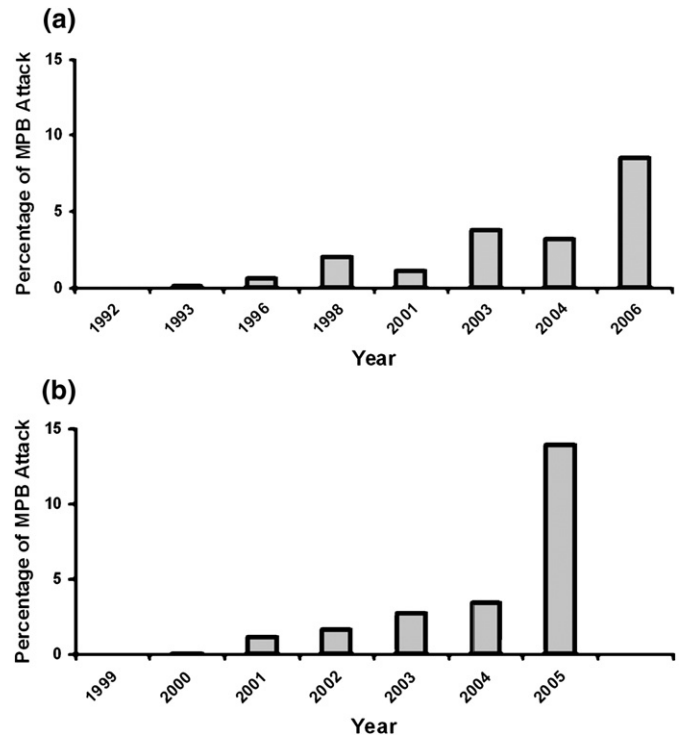 (a)
Percentage of MPB Attack
15
10
5
0
1992 1993 1996 1998 2001 2003 2004 2006
Year
(b)
Percentage of MPB Attack
15
10
5
0
1999 2000 2001 2002 2003 2004 2005
Year